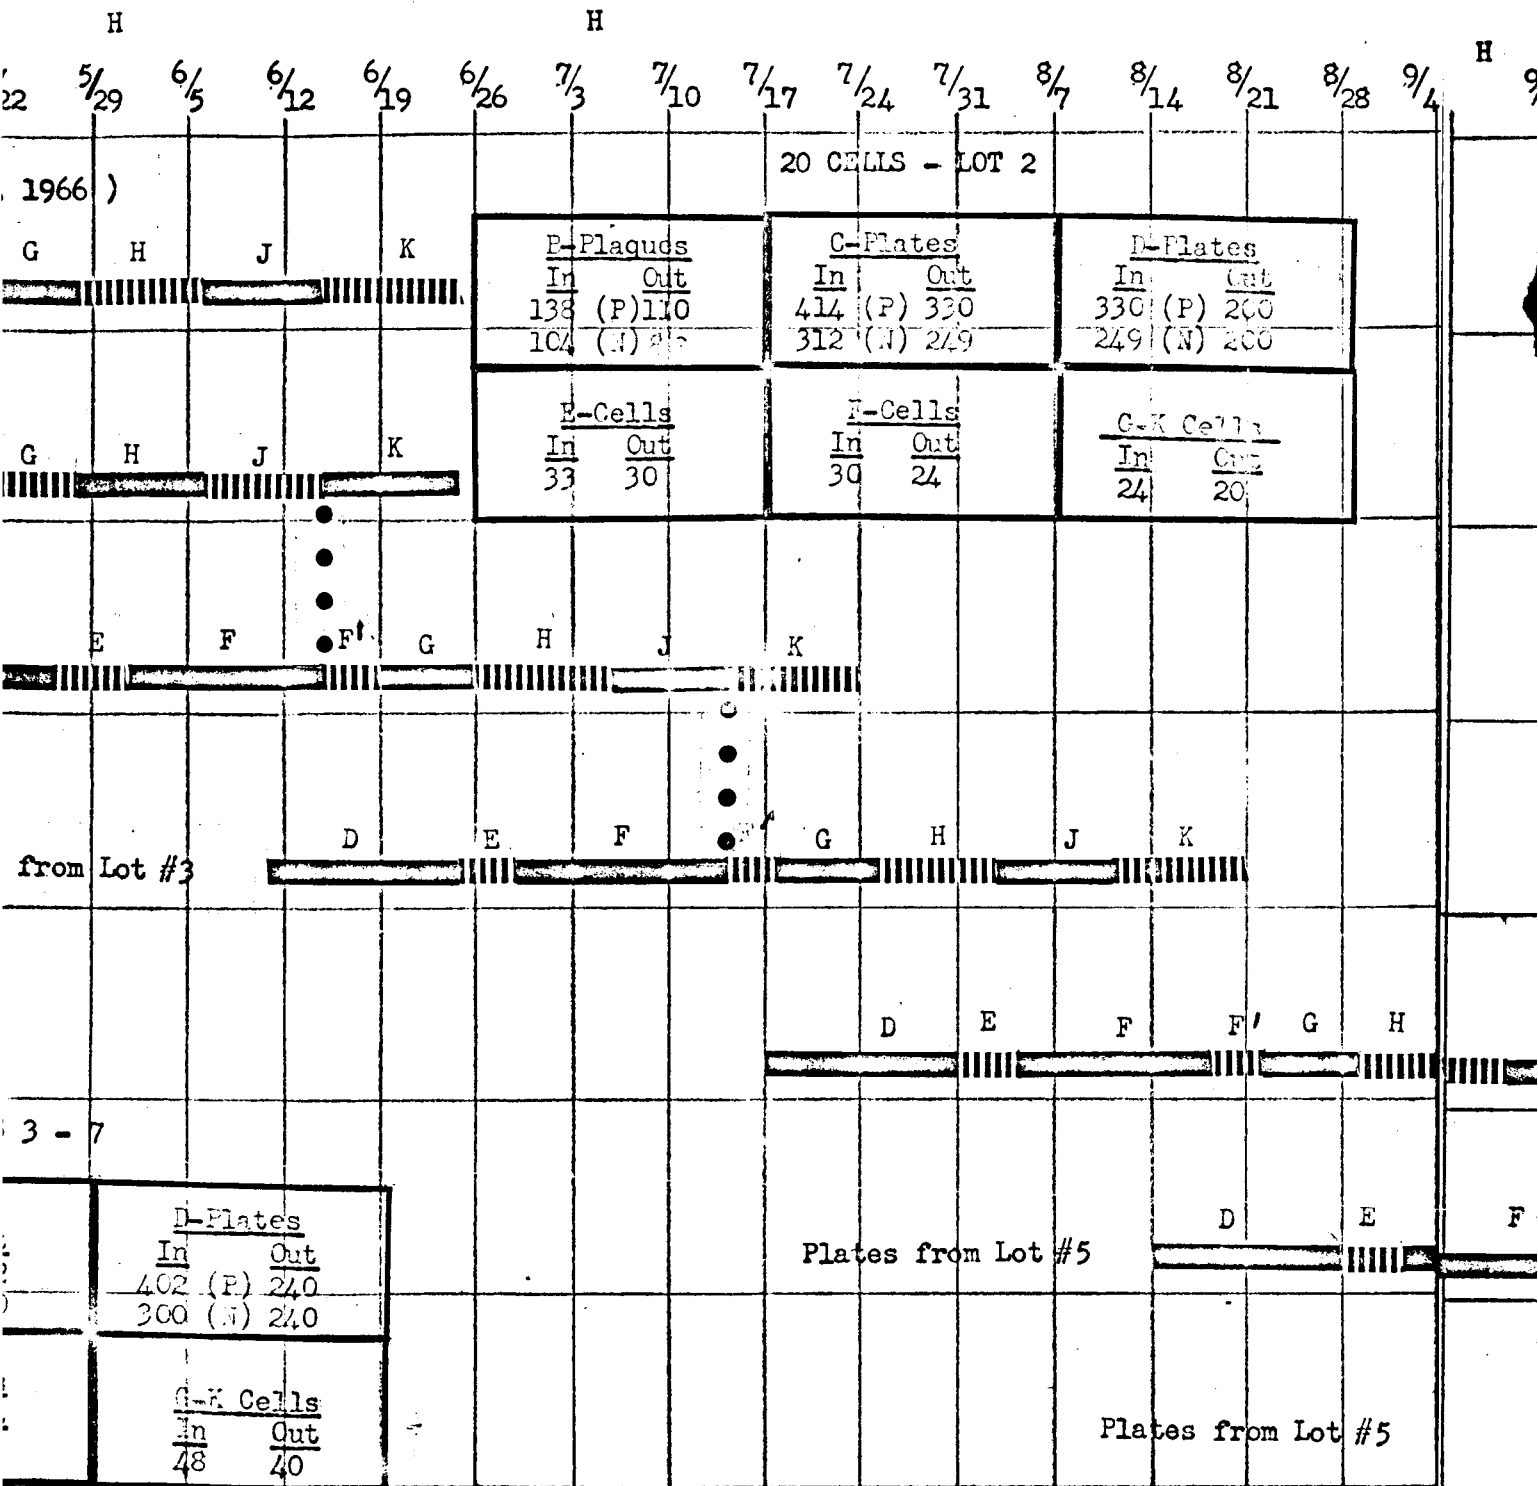 H H H
22 5/29 6/5 6/12 6/19 6/26 7/3 7/10 7/17 7/24 7/31 8/7 8/14 8/21 8/28 9/4 9/
20 CELLS - LOT 2
1966 )
G H J K
B-Plaques C-Plates D-Plates
In Out In Out In Out
138 (P) 110 414 (P) 330 330 (P) 200
104 (N) 312 (N) 249 249 (N) 200
E-Cells F-Cells G-K Cells
In Out In Out In Out
33 30 30 24 24 20
G H J K
E F F' G H J K
D E F G H J K
from Lot #3
D E F F' G H
3 - 7
D-Plates
In Out
402 (P) 240
300 (N) 240
D E F
Plates from Lot #5
G-K Cells
In Out
48 40
Plates from Lot #5